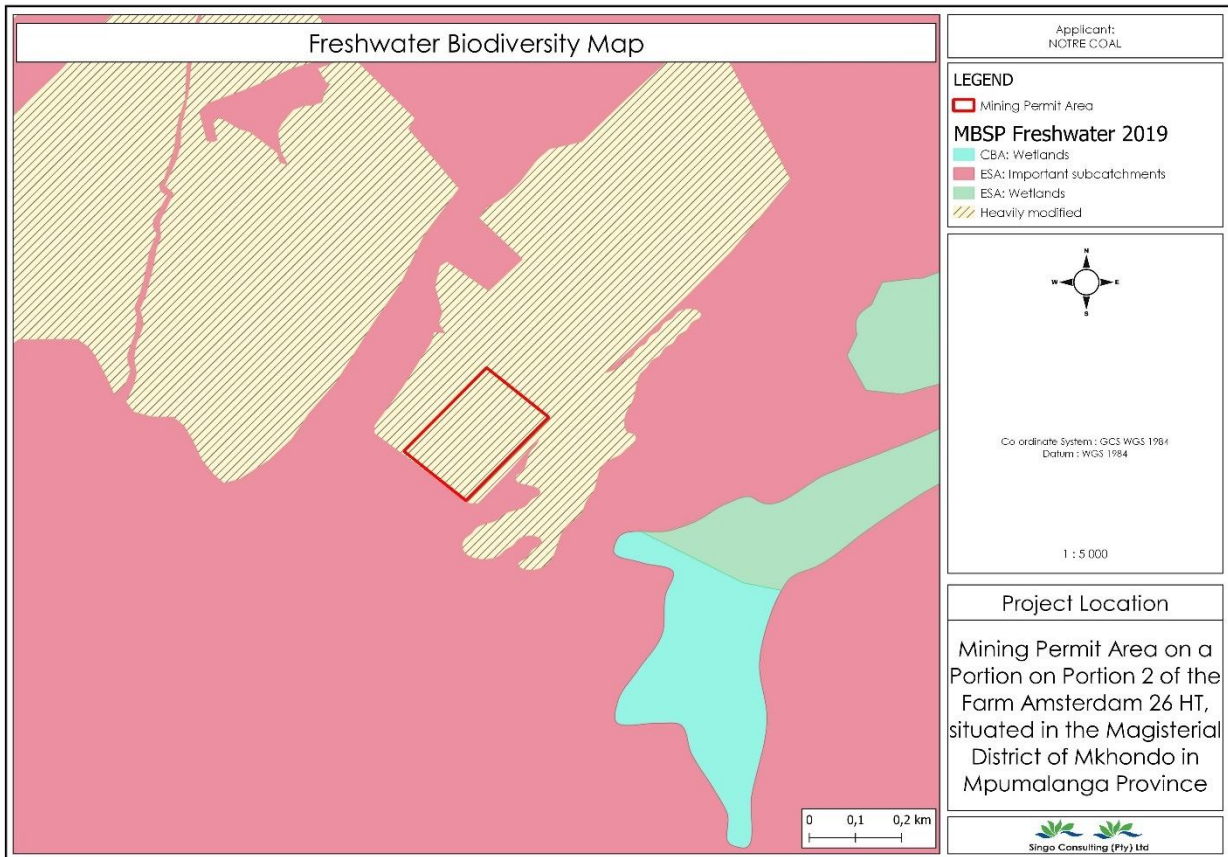 Freshwater Biodiversity Map
Applicant:
NOTRE COAL
LEGEND
Mining Permit Area
MBSP Freshwater 2019
CBA: Wetlands
ESA: Important subcatchments
ESA: Wetlands
Heavily modified
N
W E
S
Co ordinate System : GCS WGS 1984
Datum : WGS 1984
1 : 5 000
Project Location
Mining Permit Area on a
Portion on Portion 2 of the
Farm Amsterdam 26 HT,
situated in the Magisterial
District of Mkhondo in
Mpumalanga Province
0 0,1 0,2 km
Singo Consulting (Pty) Ltd